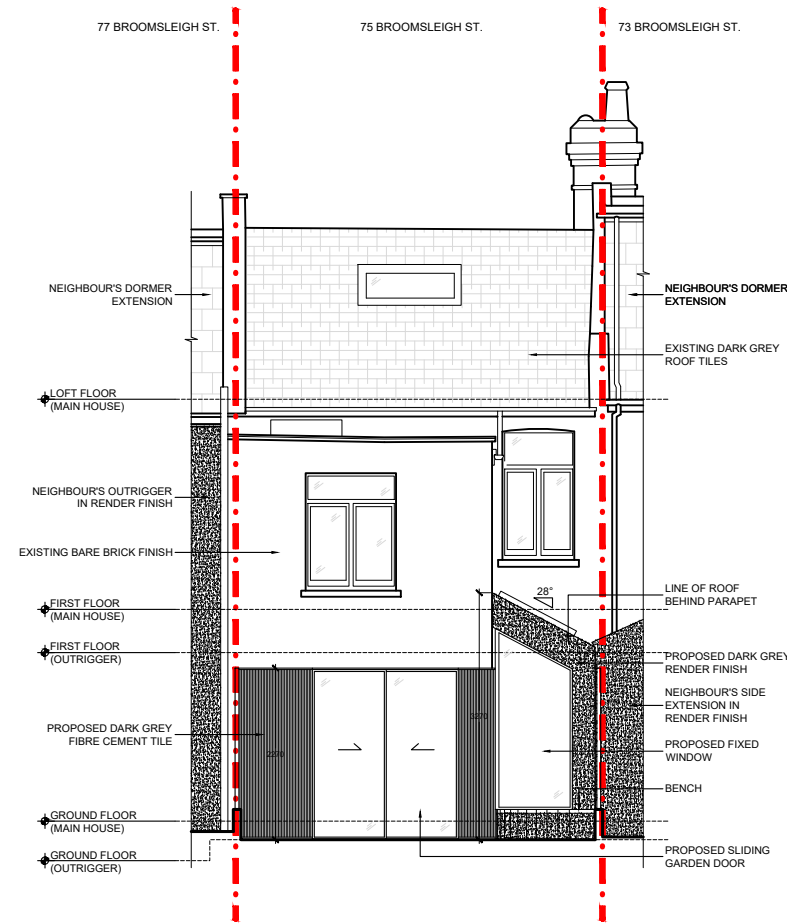 77 BROOMSLEIGH ST.
75 BROOMSLEIGH ST.
73 BROOMSLEIGH ST.
NEIGHBOUR'S DORMER
EXTENSION
NEIGHBOUR'S DORMER
EXTENSION
EXISTING DARK GREY
ROOF TILES
LOFT FLOOR
(MAIN HOUSE)
NEIGHBOUR'S OUTRIGGER
IN RENDER FINISH
EXISTING BARE BRICK FINISH
28°
LINE OF ROOF
BEHIND PARAPET
FIRST FLOOR
(MAIN HOUSE)
FIRST FLOOR
(OUTRIGGER)
PROPOSED DARK GREY
RENDER FINISH
NEIGHBOUR'S SIDE
EXTENSION IN
RENDER FINISH
PROPOSED DARK GREY
FIBRE CEMENT TILE
2270
3270
PROPOSED FIXED
WINDOW
BENCH
GROUND FLOOR
(MAIN HOUSE)
GROUND FLOOR
(OUTRIGGER)
PROPOSED SLIDING
GARDEN DOOR